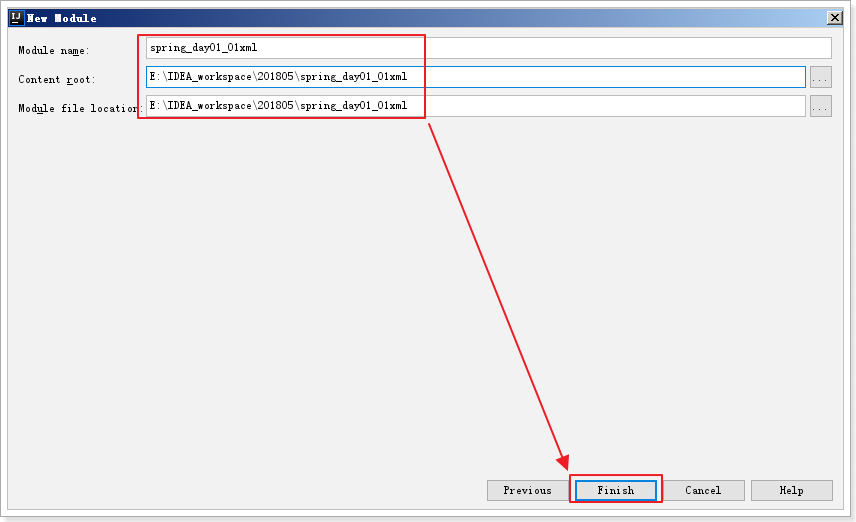 IJ New Module
Module name: spring_day01_01xml
Content root: E:\IDEA_workspace\201805\spring_day01_01xml ...
Module file location: E:\IDEA_workspace\201805\spring_day01_01xml ...
Previous Finish Cancel Help